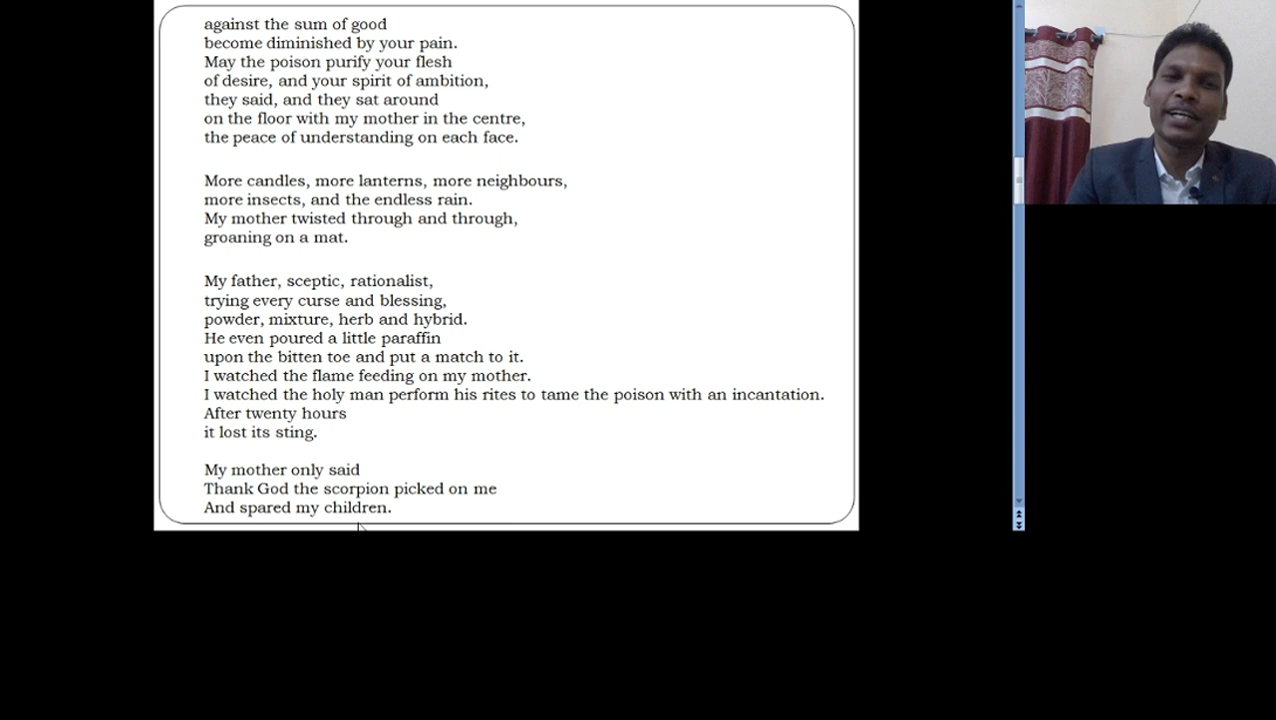 against the sum of good
become diminished by your pain.
May the poison purify your flesh
of desire, and your spirit of ambition,
they said, and they sat around
on the floor with my mother in the centre,
the peace of understanding on each face.
More candles, more lanterns, more neighbours,
more insects, and the endless rain.
My mother twisted through and through,
groaning on a mat.
My father, sceptic, rationalist,
trying every curse and blessing,
powder, mixture, herb and hybrid.
He even poured a little paraffin
upon the bitten toe and put a match to it.
I watched the flame feeding on my mother.
I watched the holy man perform his rites to tame the poison with an incantation.
After twenty hours
it lost its sting.
My mother only said
Thank God the scorpion picked on me
And spared my children.